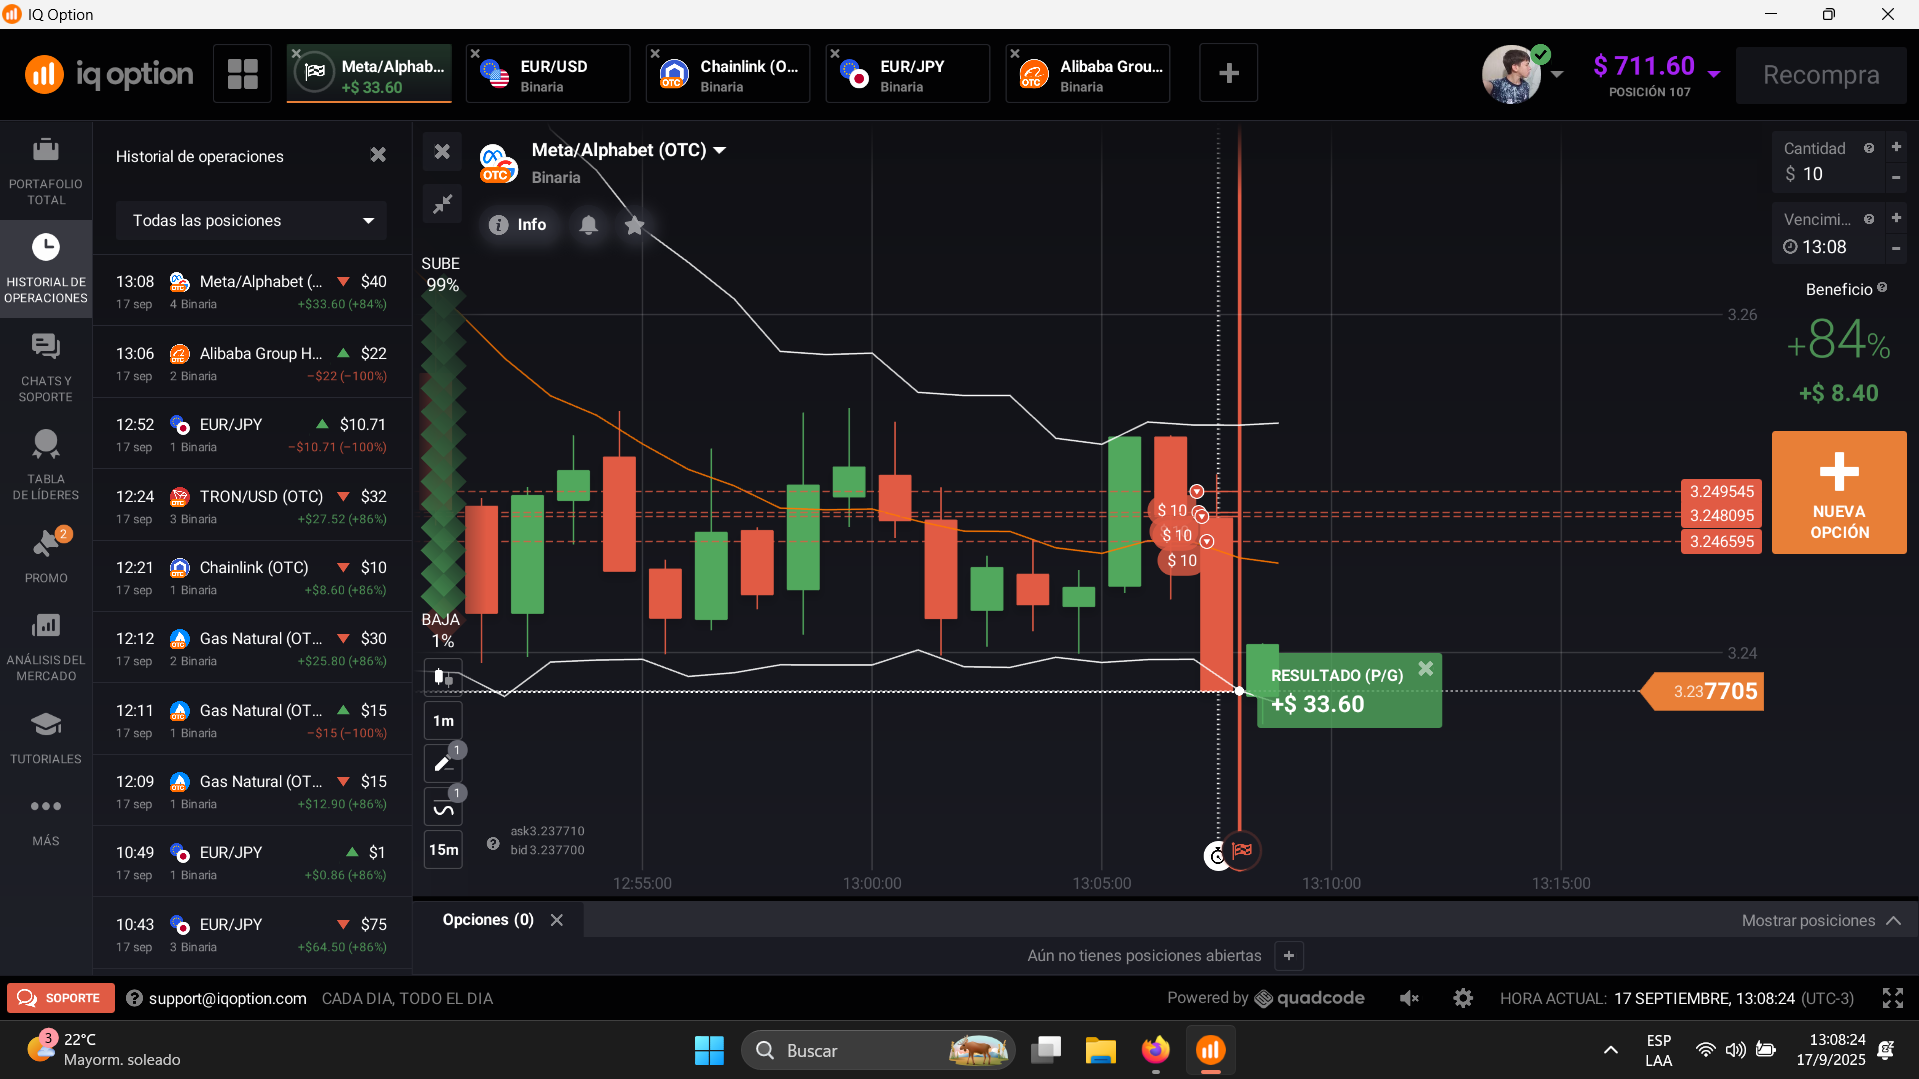 IQ Option
iq option
Meta/Alphab...
+$ 33.60
EUR/USD
Binaria
Chainlink (O...
Binaria
EUR/JPY
Binaria
Alibaba Grou...
Binaria
$ 711.60
POSICIÓN 107
Recompra
PORTAFOLIO
TOTAL
HISTORIAL DE
OPERACIONES
CHATS Y
SOPORTE
TABLA
DE LÍDERES
2
PROMO
ANÁLISIS DEL
MERCADO
TUTORIALES
MÁS
Historial de operaciones
Todas las posiciones
13:08 Meta/Alphabet (... $40
17 sep 4 Binaria +$33.60 (+84%)
13:06 Alibaba Group H... $22
17 sep 2 Binaria −$22 (−100%)
12:52 EUR/JPY $10.71
17 sep 1 Binaria −$10.71 (−100%)
12:24 TRON/USD (OTC) $32
17 sep 3 Binaria +$27.52 (+86%)
12:21 Chainlink (OTC) $10
17 sep 1 Binaria +$8.60 (+86%)
12:12 Gas Natural (OT... $30
17 sep 2 Binaria +$25.80 (+86%)
12:11 Gas Natural (OT... $15
17 sep 1 Binaria −$15 (−100%)
12:09 Gas Natural (OT... $15
17 sep 1 Binaria +$12.90 (+86%)
10:49 EUR/JPY $1
17 sep 1 Binaria +$0.86 (+86%)
10:43 EUR/JPY $75
17 sep 3 Binaria +$64.50 (+86%)
OTC
Meta/Alphabet (OTC)
Binaria
Info
SUBE
99%
BAJA
1%
1m
1
1
15m
ask3.237710
bid3.237700
$ 10
$ 10
$ 10
3.26
3.249545
3.248095
3.246595
3.24
3.237705
RESULTADO (P/G)
+$ 33.60
12:55:00
13:00:00
13:05:00
13:10:00
13:15:00
Cantidad
$ 10
Vencimi...
13:08
Beneficio
+84%
+$ 8.40
NUEVA
OPCIÓN
Opciones (0)
Mostrar posiciones
Aún no tienes posiciones abiertas
SOPORTE
support@iqoption.com
CADA DIA, TODO EL DIA
Powered by quadcode
HORA ACTUAL: 17 SEPTIEMBRE, 13:08:24 (UTC-3)
3
22°C
Mayorm. soleado
Buscar
ESP
LAA
13:08:24
17/9/2025